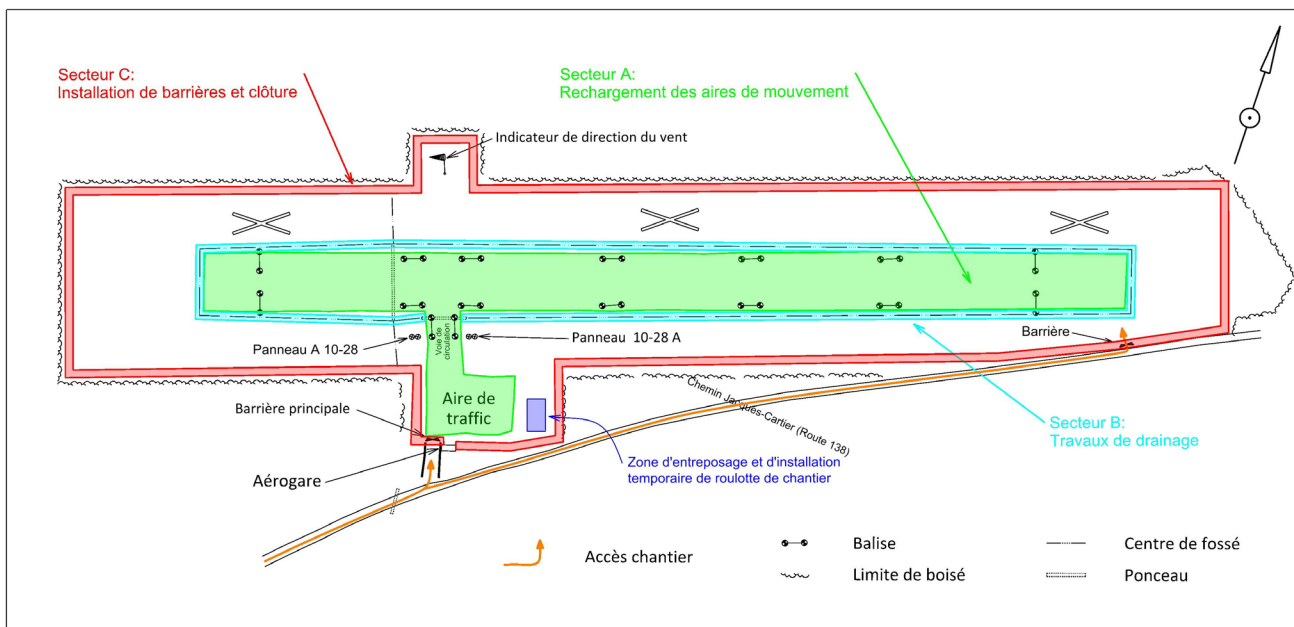 Secteur C:
Installation de barrières et clôture
Secteur A:
Rechargement des aires de mouvement
Indicateur de direction du vent
Panneau A 10-28
Voie de
circulation
Panneau 10-28 A
Barrière
Barrière principale
Aire de
traffic
Chemin Jacques-Cartier (Route 138)
Secteur B:
Travaux de drainage
Aérogare
Zone d'entreposage et d'installation
temporaire de roulotte de chantier
Accès chantier
Balise
Centre de fossé
Limite de boisé
Ponceau